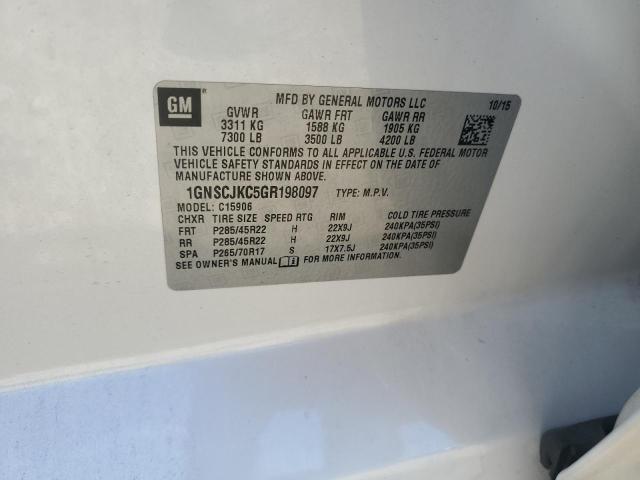 GM
®
MFD BY GENERAL MOTORS LLC 10/15
GVWR GAWR FRT GAWR RR
3311 KG 1588 KG 1905 KG
7300 LB 3500 LB 4200 LB
THIS VEHICLE CONFORMS TO ALL APPLICABLE U.S. FEDERAL MOTOR
VEHICLE SAFETY STANDARDS IN EFFECT ON THE DATE OF
MANUFACTURE SHOWN ABOVE.
1GNSCJKC5GR198097 TYPE: M.P.V.
MODEL: C15906
CHXR TIRE SIZE SPEED RTG RIM COLD TIRE PRESSURE
FRT P285/45R22 H 22X9J 240KPA(35PSI)
RR P285/45R22 H 22X9J 240KPA(35PSI)
SPA P265/70R17 S 17X7.5J 240KPA(35PSI)
SEE OWNER'S MANUAL FOR MORE INFORMATION.